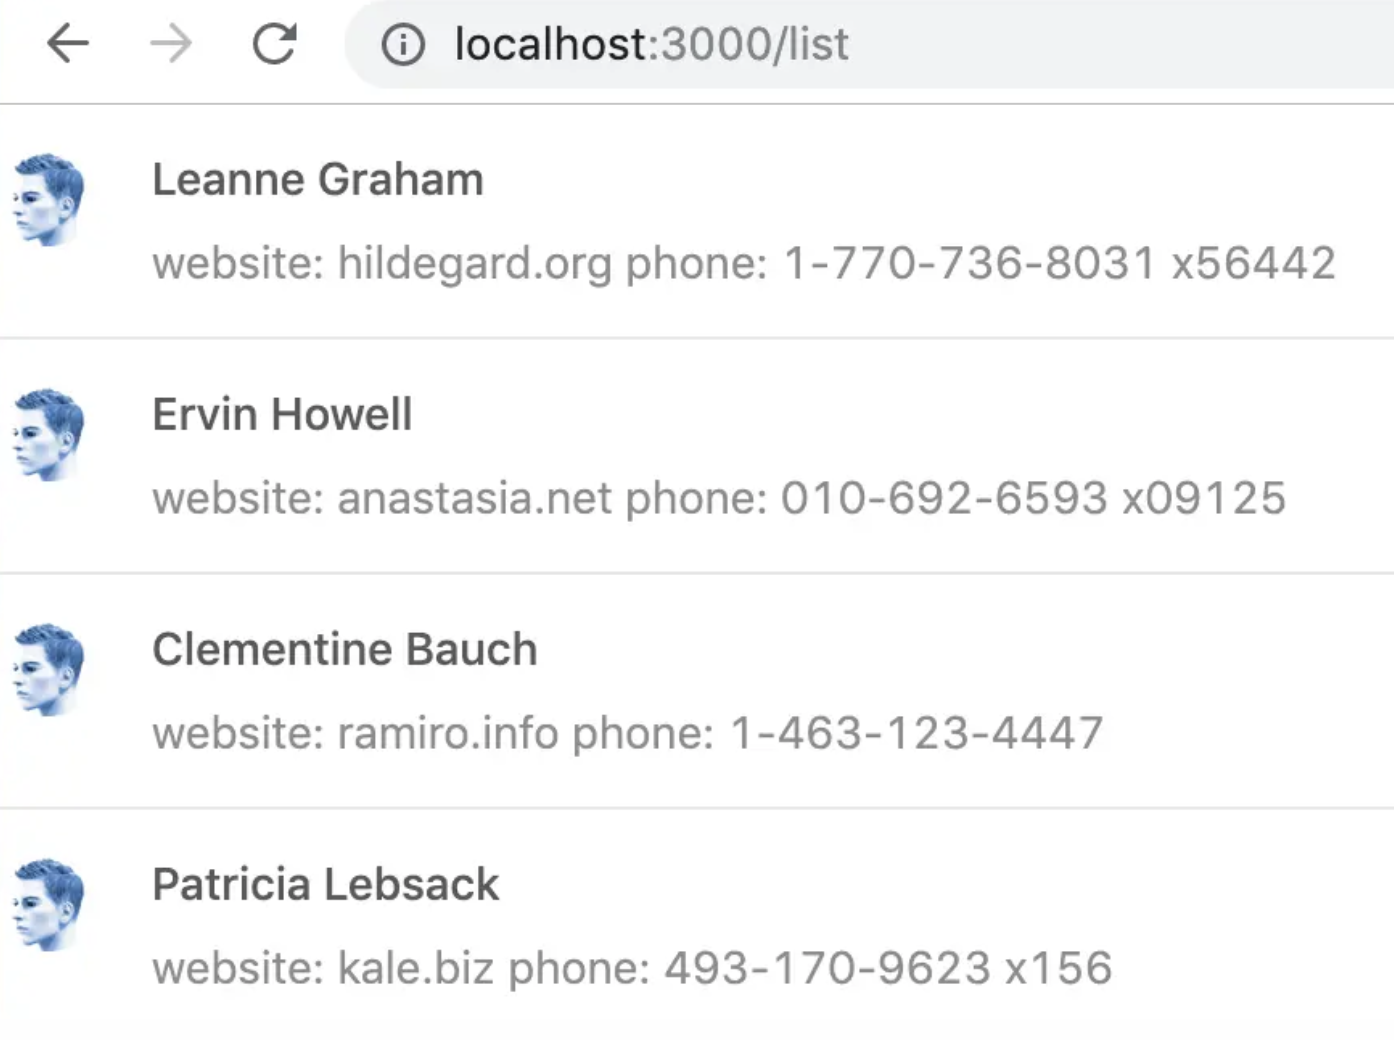 localhost:3000/list
Leanne Graham
website: hildegard.org phone: 1-770-736-8031 x56442
Ervin Howell
website: anastasia.net phone: 010-692-6593 x09125
Clementine Bauch
website: ramiro.info phone: 1-463-123-4447
Patricia Lebsack
website: kale.biz phone: 493-170-9623 x156